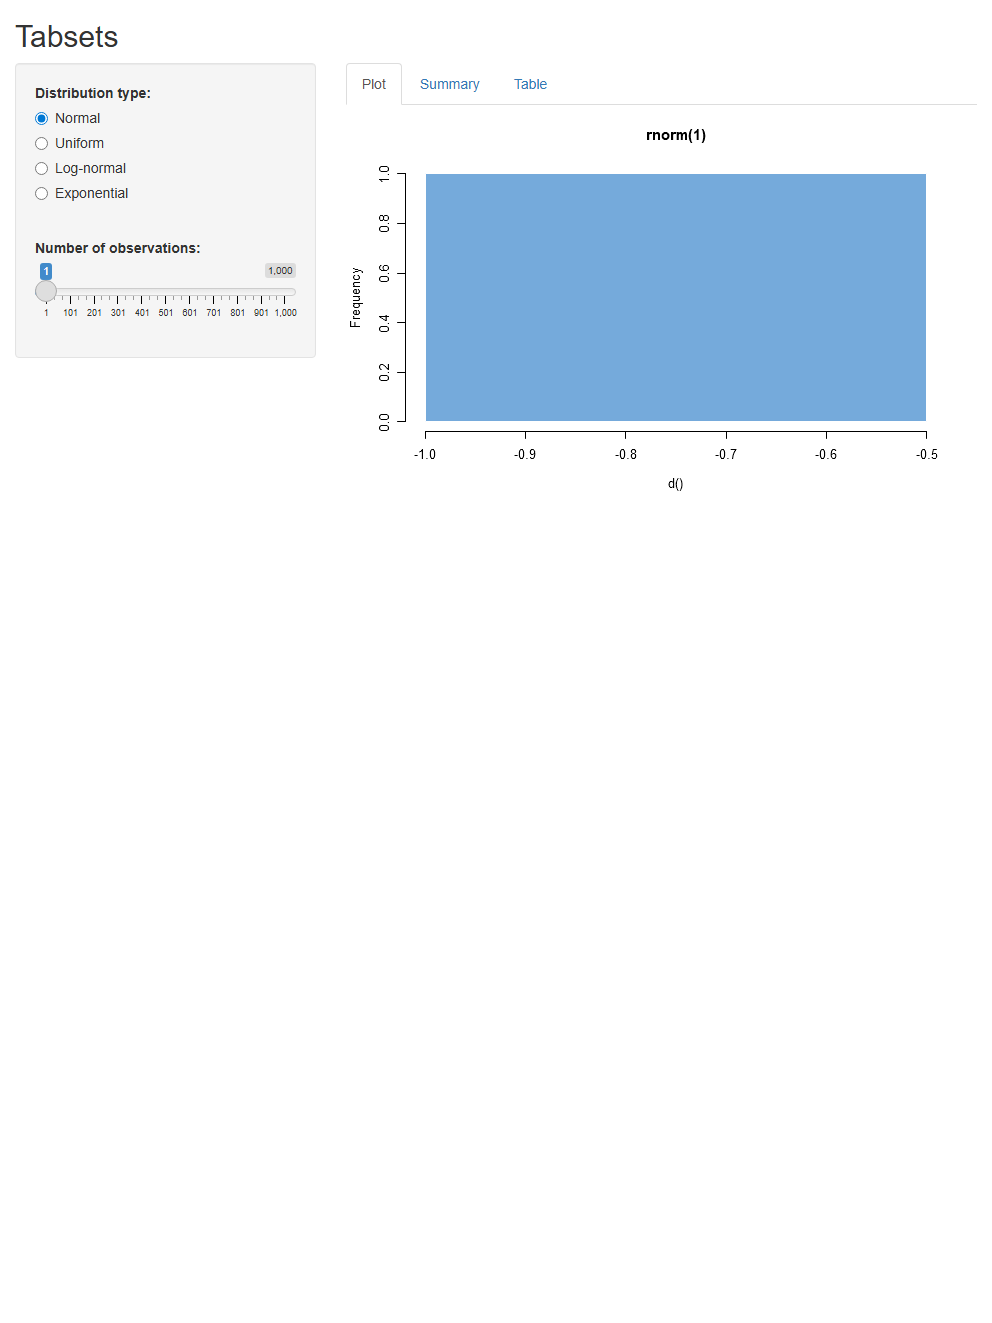 Tabsets
Distribution type:
Normal
Uniform
Log-normal
Exponential
Number of observations:
1 1,000
1 101 201 301 401 501 601 701 801 901 1,000
Plot Summary Table
rnorm(1)
Frequency
1.0
0.8
0.6
0.4
0.2
0.0
-1.0 -0.9 -0.8 -0.7 -0.6 -0.5
d()